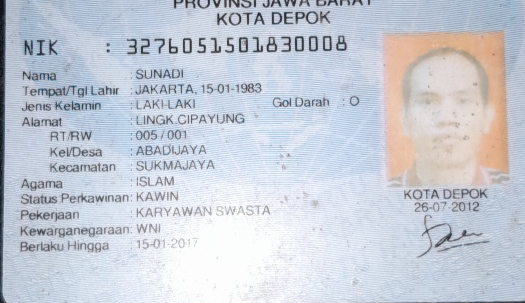 PROVINSI JAWA BARAT
KOTA DEPOK
NIK : 3276051501830008
Nama : SUNADI
Tempat/Tgl Lahir : JAKARTA, 15-01-1983
Jenis Kelamin : LAKI-LAKI Gol Darah : O
Alamat : LINGK.CIPAYUNG
RT/RW : 005 / 001
Kel/Desa : ABADIJAYA
Kecamatan : SUKMAJAYA
Agama : ISLAM
Status Perkawinan: KAWIN
Pekerjaan : KARYAWAN SWASTA
Kewarganegaraan: WNI
Berlaku Hingga : 15-01-2017
KOTA DEPOK
26-07-2012